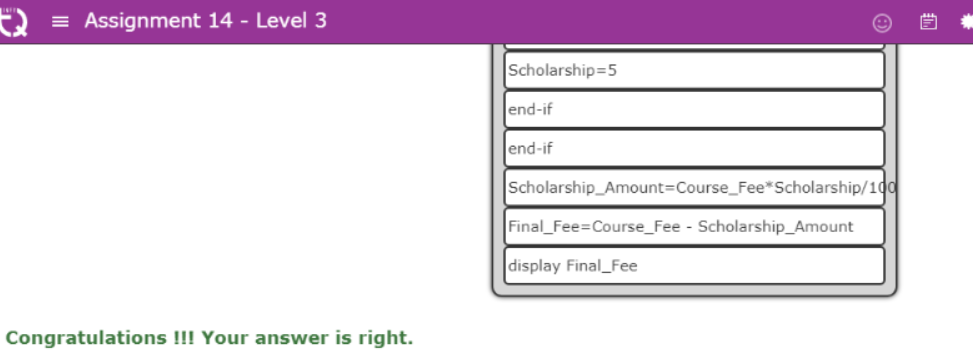 Assignment 14 - Level 3
Scholarship=5
end-if
end-if
Scholarship_Amount=Course_Fee*Scholarship/100
Final_Fee=Course_Fee - Scholarship_Amount
display Final_Fee
Congratulations !!! Your answer is right.